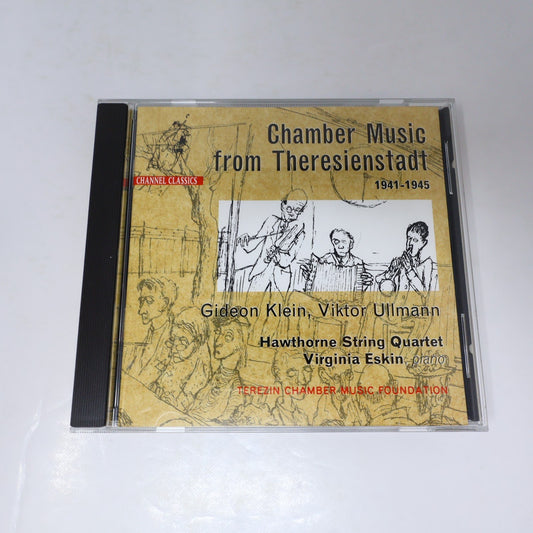 CHANNEL CLASSICS
Chamber Music
from Theresienstadt
1941-1945
Gideon Klein, Viktor Ullmann
Hawthorne String Quartet
Virginia Eskin, piano
TEREZIN CHAMBER MUSIC FOUNDATION